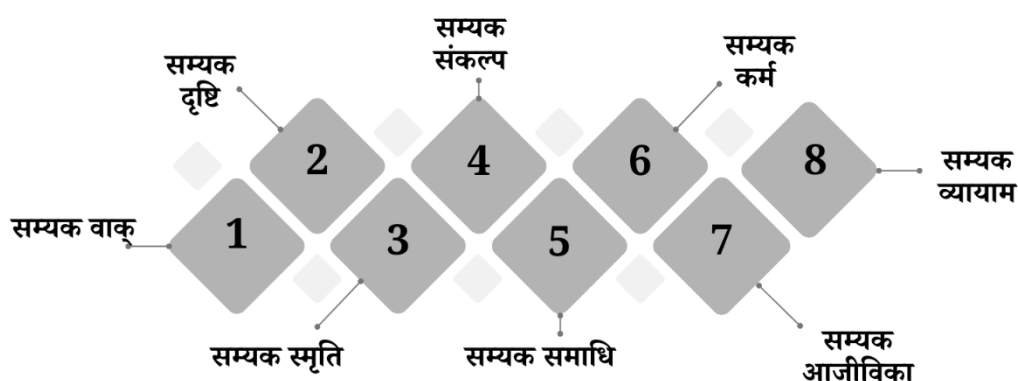 सम्यक वाक्
1
सम्यक
दृष्टि
2
3
सम्यक स्मृति
सम्यक
संकल्प
4
5
सम्यक समाधि
सम्यक
कर्म
6
7
सम्यक
आजीविका
8
सम्यक
व्यायाम